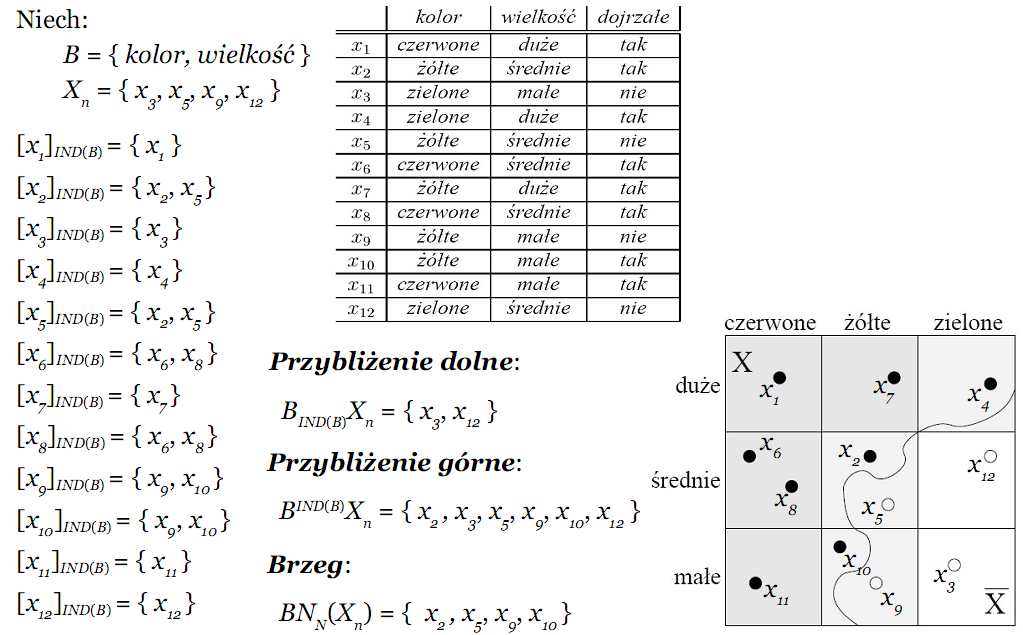 Niech:
B = { kolor, wielkość }
Xₙ = { x₃, x₅, x₉, x₁₂ }
[x₁]IND(B) = { x₁ }
[x₂]IND(B) = { x₂, x₅}
[x₃]IND(B) = { x₃}
[x₄]IND(B) = { x₄}
[x₅]IND(B) = { x₂, x₅}
[x₆]IND(B) = { x₆, x₈}
[x₇]IND(B) = { x₇}
[x₈]IND(B) = { x₆, x₈}
[x₉]IND(B) = { x₉, x₁₀}
[x₁₀]IND(B) = { x₉, x₁₀}
[x₁₁]IND(B) = { x₁₁}
[x₁₂]IND(B) = { x₁₂}
kolor wielkość dojrzałe
x₁ czerwone duże tak
x₂ żółte średnie tak
x₃ zielone małe nie
x₄ zielone duże tak
x₅ żółte średnie nie
x₆ czerwone średnie tak
x₇ żółte duże tak
x₈ czerwone średnie tak
x₉ żółte małe nie
x₁₀ żółte małe tak
x₁₁ czerwone małe tak
x₁₂ zielone średnie nie
Przybliżenie dolne:
B_IND(B)Xₙ = { x₃, x₁₂ }
Przybliżenie górne:
B^IND(B)Xₙ = { x₂, x₃, x₅, x₉, x₁₀, x₁₂ }
Brzeg:
BN_N(Xₙ) = { x₂, x₅, x₉, x₁₀ }
czerwone żółte zielone
X
duże
x₁ x₇ x₄
x₆ x₂ x₁₂
średnie
x₈ x₅
x₁₀
małe
x₁₁ x₉ x₃
X̅